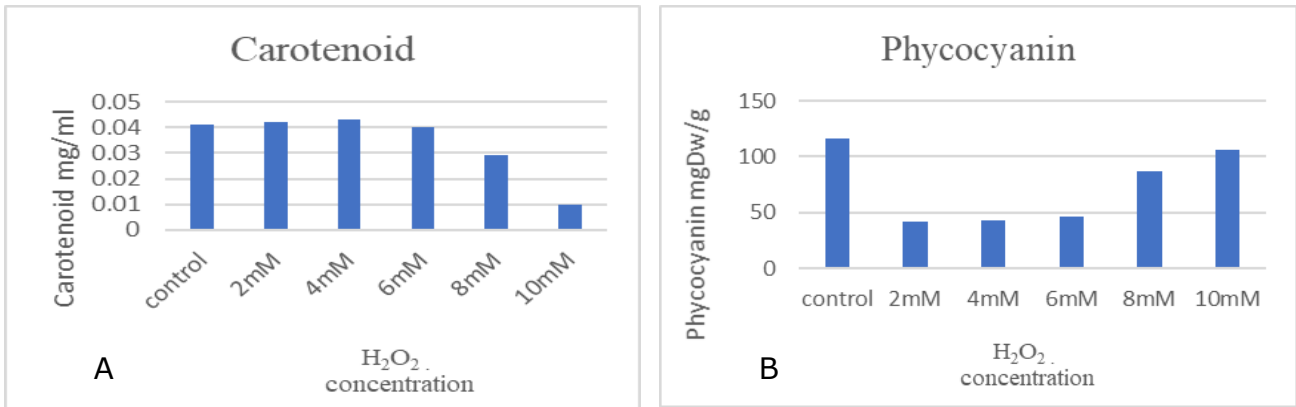 Carotenoid
Carotenoid mg/ml
0.05
0.04
0.03
0.02
0.01
0
control
2mM
4mM
6mM
8mM
10mM
H₂O₂ .
concentration
A
Phycocyanin
Phycocyanin mgDw/g
150
100
50
0
control
2mM
4mM
6mM
8mM
10mM
H₂O₂ .
concentration
B